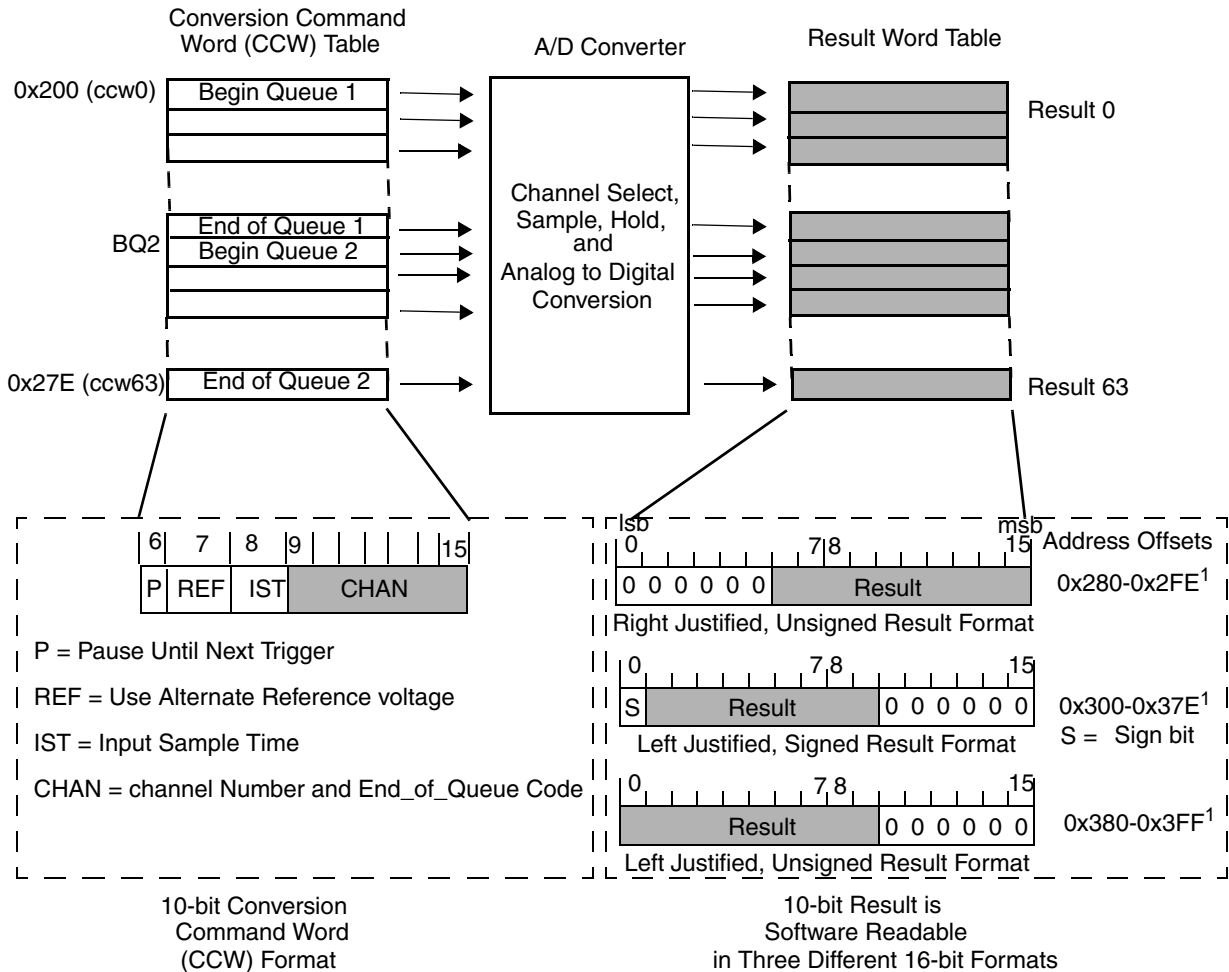 Conversion Command
Word (CCW) Table
A/D Converter
Result Word Table
0x200 (ccw0)
Begin Queue 1
Result 0
End of Queue 1
BQ2
Begin Queue 2
Channel Select,
Sample, Hold,
and
Analog to Digital
Conversion
0x27E (ccw63)
End of Queue 2
Result 63
6 7 8 9 15
P REF IST CHAN
P = Pause Until Next Trigger
REF = Use Alternate Reference voltage
IST = Input Sample Time
CHAN = channel Number and End_of_Queue Code
10-bit Conversion
Command Word
(CCW) Format
lsb msb
0 7 8 15 Address Offsets
0 0 0 0 0 0 Result 0x280-0x2FE1
Right Justified, Unsigned Result Format
0 7 8 15
S Result 0 0 0 0 0 0 0x300-0x37E1
S = Sign bit
Left Justified, Signed Result Format
0 7 8 15
Result 0 0 0 0 0 0 0x380-0x3FF1
Left Justified, Unsigned Result Format
10-bit Result is
Software Readable
in Three Different 16-bit Formats